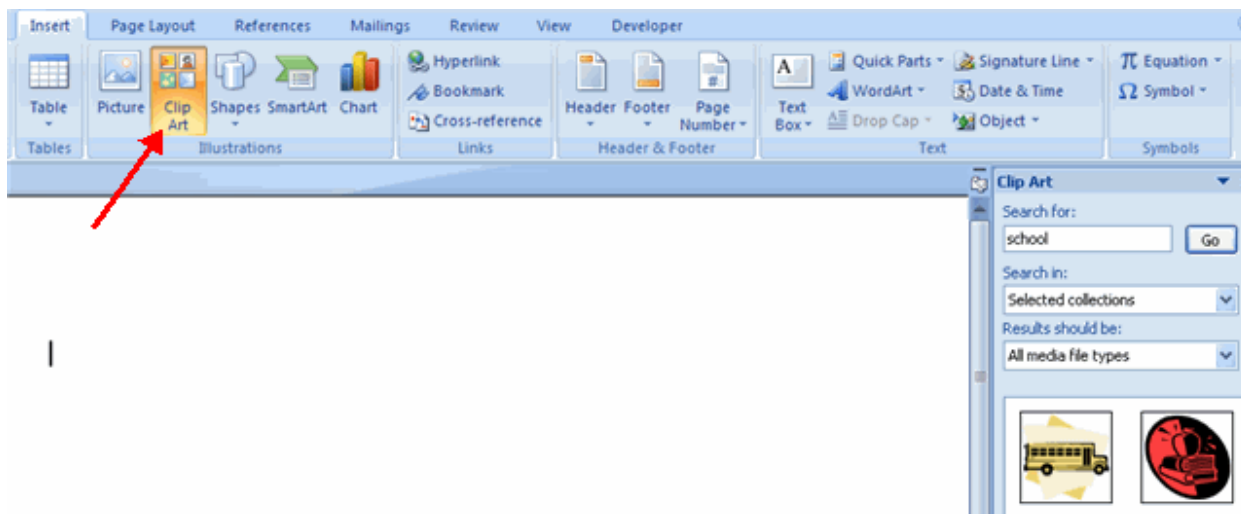 Insert Page Layout References Mailings Review View Developer
Table
Picture
Clip
Art
Shapes
SmartArt
Chart
Hyperlink
Bookmark
Cross-reference
Header
Footer
Page
Number
A
Text
Box
Quick Parts
WordArt
Drop Cap
Signature Line
Date & Time
Object
π Equation
Ω Symbol
Tables Illustrations Links Header & Footer Text Symbols
Clip Art
Search for:
school Go
Search in:
Selected collections
Results should be:
All media file types